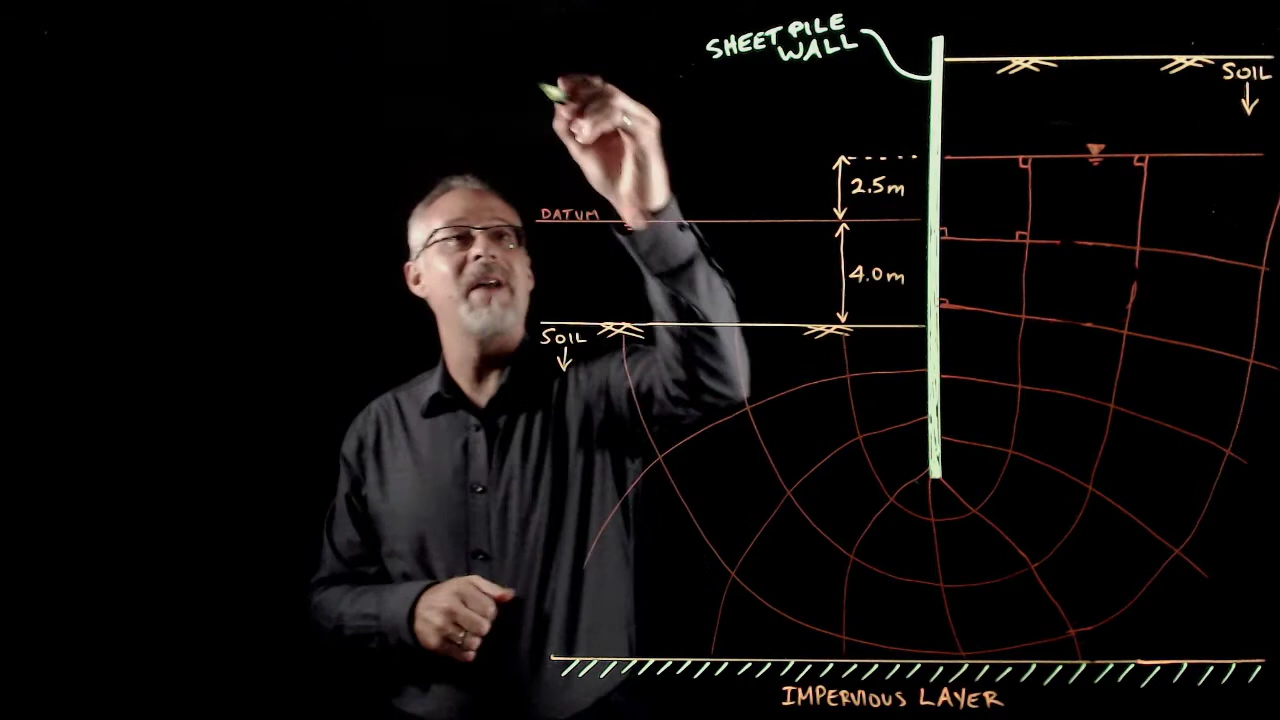 SHEET PILE
WALL
SOIL
2.5m
DATUM
4.0m
SOIL
IMPERVIOUS LAYER